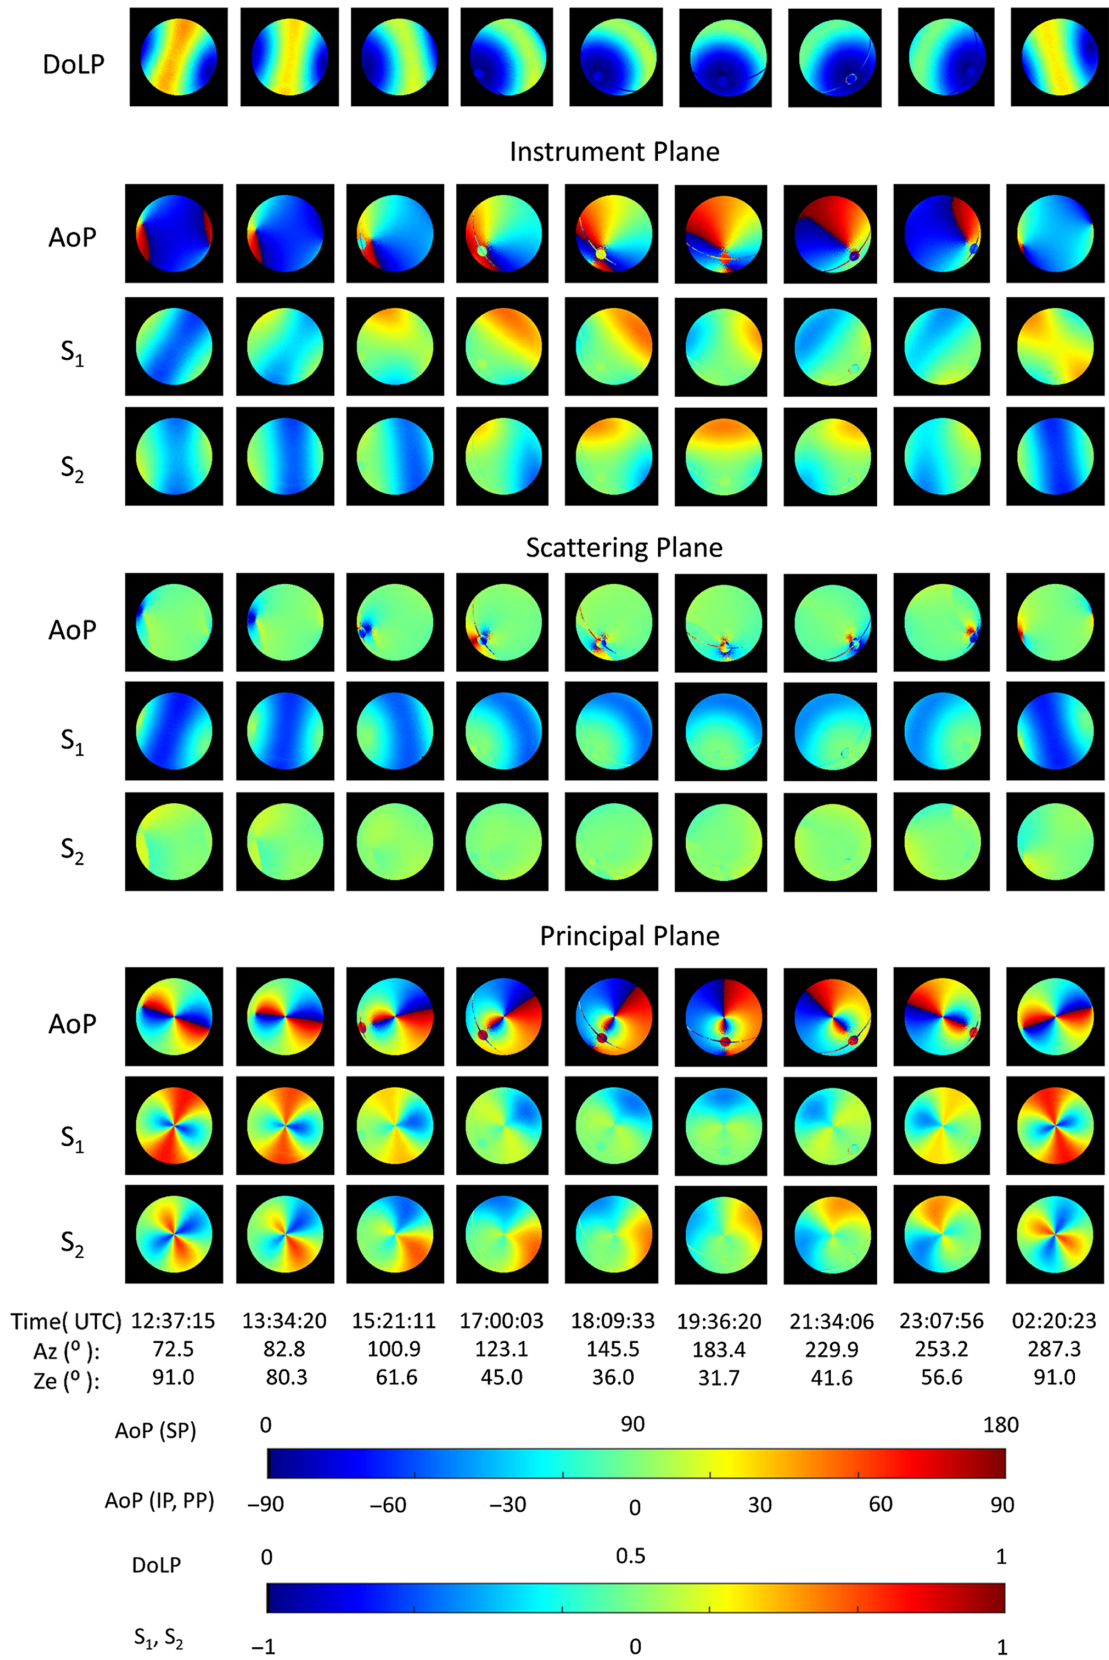 DoLP
Instrument Plane
AoP
S1
S2
Scattering Plane
AoP
S1
S2
Principal Plane
AoP
S1
S2
Time( UTC) 12:37:15 13:34:20 15:21:11 17:00:03 18:09:33 19:36:20 21:34:06 23:07:56 02:20:23
Az (º ): 72.5 82.8 100.9 123.1 145.5 183.4 229.9 253.2 287.3
Ze (º ): 91.0 80.3 61.6 45.0 36.0 31.7 41.6 56.6 91.0
AoP (SP) 0 90 180
AoP (IP, PP) −90 −60 −30 0 30 60 90
DoLP 0 0.5 1
S1, S2 −1 0 1